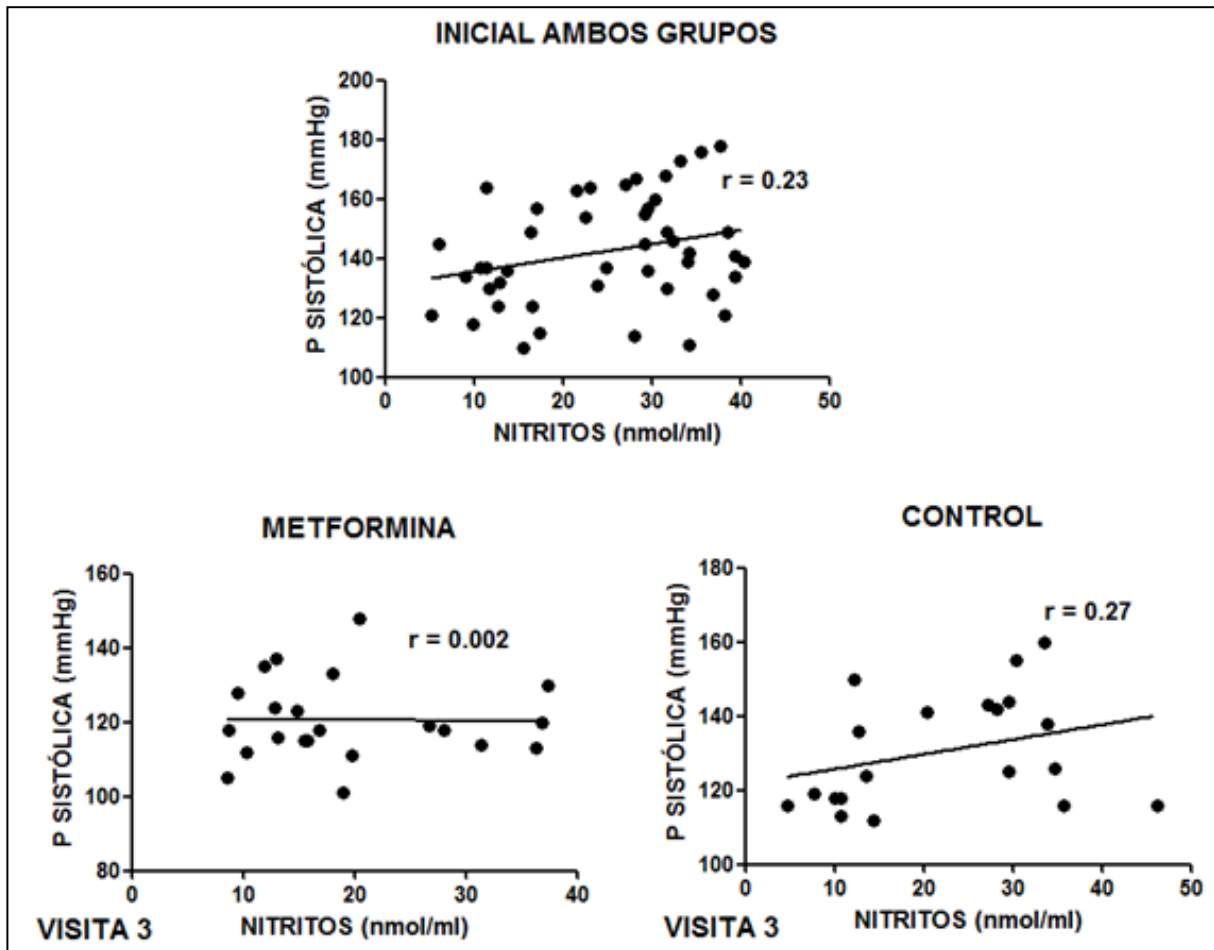 INICIAL AMBOS GRUPOS
P SISTÓLICA (mmHg)
200
180
160
140
120
100
r = 0.23
0 10 20 30 40 50
NITRITOS (nmol/ml)
METFORMINA
P SISTÓLICA (mmHg)
160
140
120
100
80
r = 0.002
0 10 20 30 40
NITRITOS (nmol/ml)
VISITA 3
CONTROL
P SISTÓLICA (mmHg)
180
160
140
120
100
r = 0.27
0 10 20 30 40 50
NITRITOS (nmol/ml)
VISITA 3